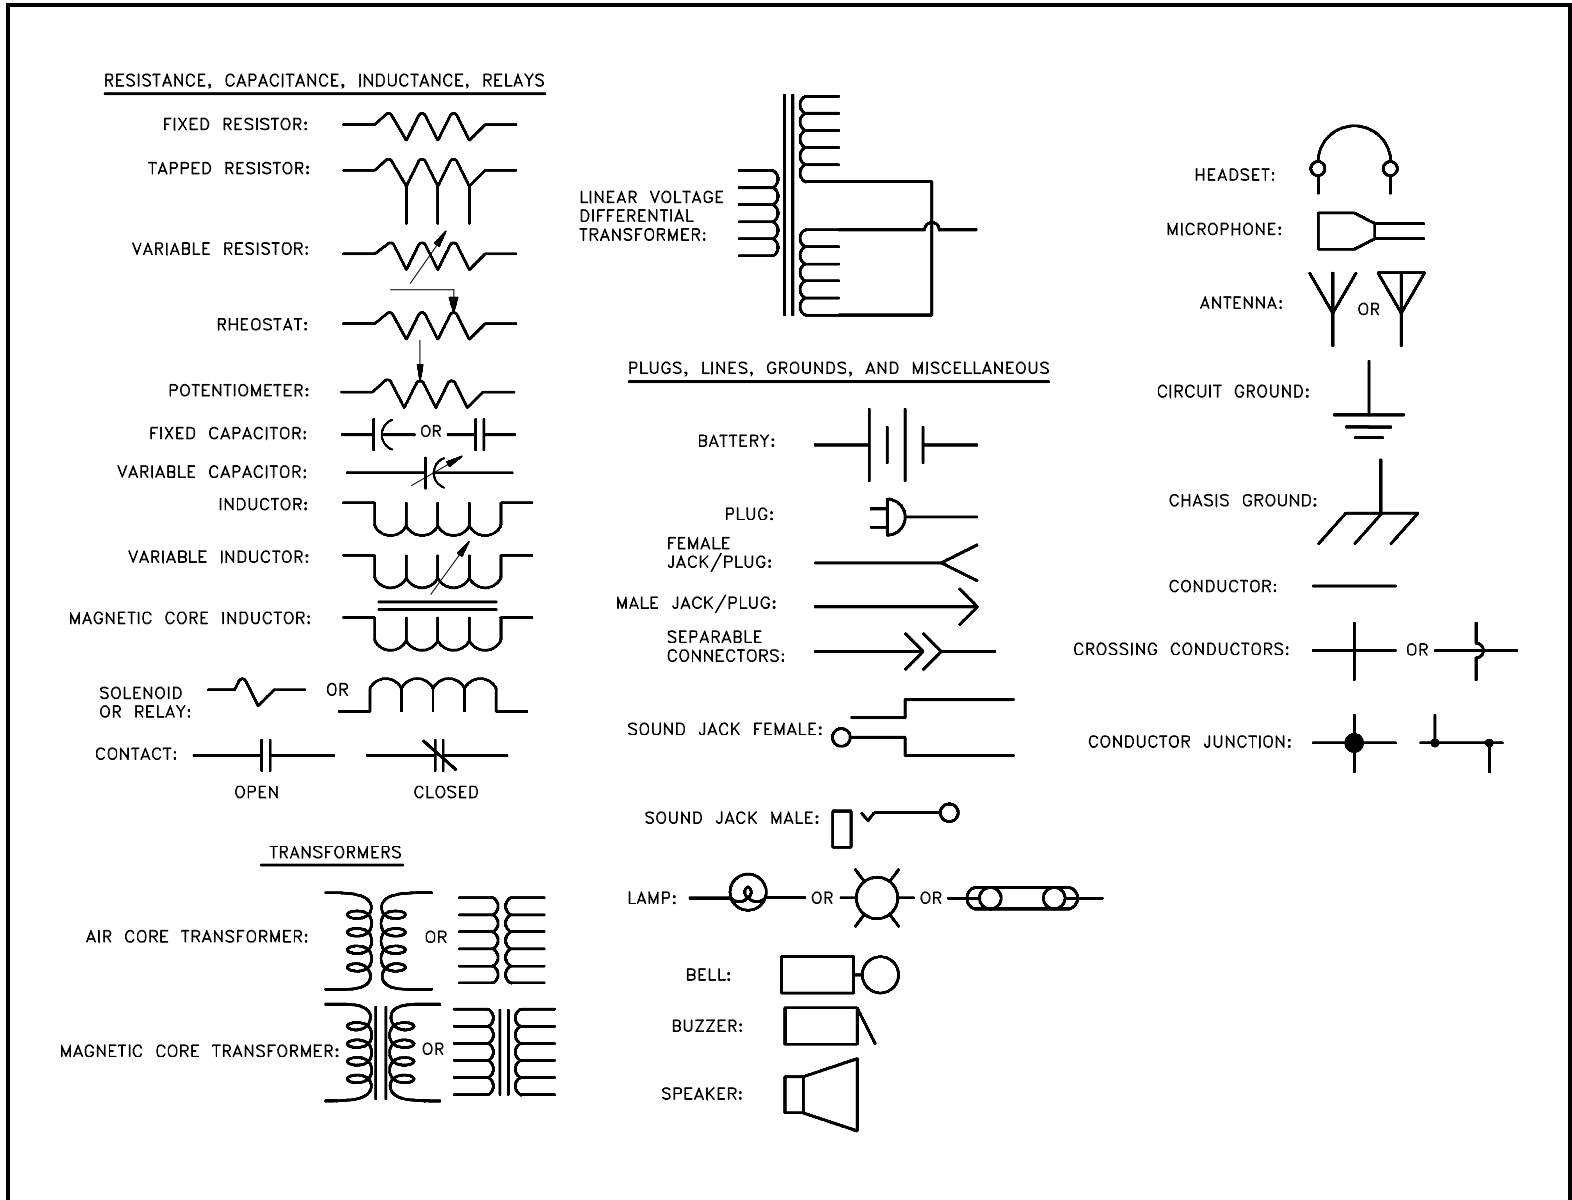 RESISTANCE, CAPACITANCE, INDUCTANCE, RELAYS
FIXED RESISTOR:
TAPPED RESISTOR:
VARIABLE RESISTOR:
RHEOSTAT:
POTENTIOMETER:
FIXED CAPACITOR:
OR
VARIABLE CAPACITOR:
INDUCTOR:
VARIABLE INDUCTOR:
MAGNETIC CORE INDUCTOR:
SOLENOID
OR RELAY:
OR
CONTACT:
OPEN
CLOSED
TRANSFORMERS
AIR CORE TRANSFORMER:
OR
MAGNETIC CORE TRANSFORMER:
OR
LINEAR VOLTAGE
DIFFERENTIAL
TRANSFORMER:
PLUGS, LINES, GROUNDS, AND MISCELLANEOUS
BATTERY:
PLUG:
FEMALE
JACK/PLUG:
MALE JACK/PLUG:
SEPARABLE
CONNECTORS:
SOUND JACK FEMALE:
SOUND JACK MALE:
LAMP:
OR
OR
BELL:
BUZZER:
SPEAKER:
HEADSET:
MICROPHONE:
ANTENNA:
OR
CIRCUIT GROUND:
CHASIS GROUND:
CONDUCTOR:
CROSSING CONDUCTORS:
OR
CONDUCTOR JUNCTION: